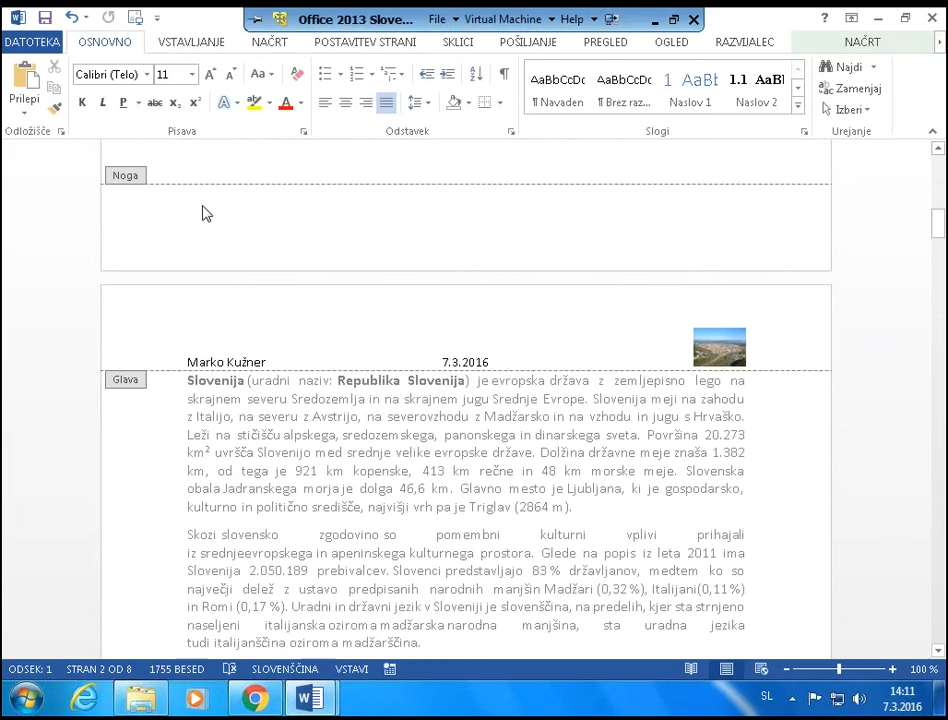 Office 2013 Slove...
File
Virtual Machine
Help
DATOTEKA
OSNOVNO
VSTAVLJANJE
NAČRT
POSTAVITEV STRANI
SKLICI
POŠILJANJE
PREGLED
OGLED
RAZVIJALEC
NAČRT
Calibri (Telo)
11
Prilepi
Odložišče
Pisava
Odstavek
AaBbCcDc
¶ Navaden
AaBbCcDc
¶ Brez raz...
AaBb
Naslov 1
1.1 AaBl
Naslov 2
Slogi
Najdi
Zamenjaj
Izberi
Urejanje
Noga
Marko Kužner 7.3.2016
Glava
Slovenija (uradni naziv: Republika Slovenija) je evropska država z zemljepisno lego na
skrajnem severu Sredozemlja in na skrajnem jugu Srednje Evrope. Slovenija meji na zahodu
z Italijo, na severu z Avstrijo, na severovzhodu z Madžarsko in na vzhodu in jugu s Hrvaško.
Leži na stičišču alpskega, sredozemskega, panonskega in dinarskega sveta. Površina 20.273
km² uvršča Slovenijo med srednje velike evropske države. Dolžina državne meje znaša 1.382
km, od tega je 921 km kopenske, 413 km rečne in 48 km morske meje. Slovenska
obala Jadranskega morja je dolga 46,6 km. Glavno mesto je Ljubljana, ki je gospodarsko,
kulturno in politično središče, najvišji vrh pa je Triglav (2864 m).
Skozi slovensko zgodovino so pomembni kulturni vplivi prihajali
iz srednjeevropskega in apeninskega kulturnega prostora. Glede na popis iz leta 2011 ima
Slovenija 2.050.189 prebivalcev. Slovenci predstavljajo 83 % državljanov, medtem ko so
največji delež z ustavo predpisanih narodnih manjšin Madžari (0,32 %), Italijani (0,11 %)
in Romi (0,17 %). Uradni in državni jezik v Sloveniji je slovenščina, na predelih, kjer sta strnjeno
naseljeni italijanska oziroma madžarska narodna manjšina, sta uradna jezika
tudi italijanščina oziroma madžarščina.
ODSEK: 1
STRAN 2 OD 8
1755 BESED
SLOVENŠČINA
VSTAVI
100 %
SL
14:11
7.3.2016